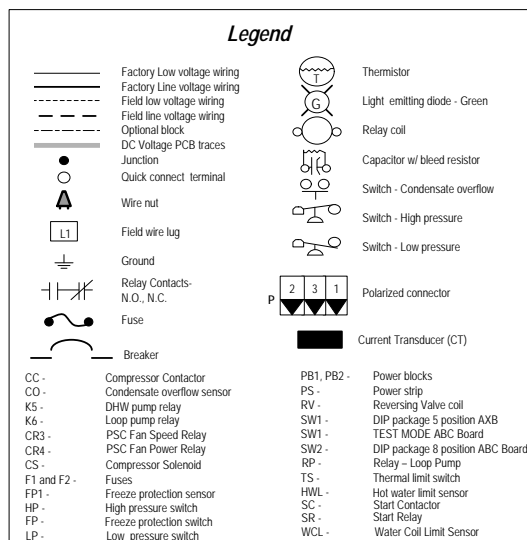 Legend
Factory Low voltage wiring
Factory Line voltage wiring
Field low voltage wiring
Field line voltage wiring
Optional block
DC Voltage PCB traces
Junction
Quick connect terminal
Wire nut
L1 Field wire lug
Ground
Relay Contacts-
N.O., N.C.
Fuse
Breaker
T Thermistor
G Light emitting diode - Green
Relay coil
Capacitor w/ bleed resistor
Switch - Condensate overflow
Switch - High pressure
Switch - Low pressure
P 2 3 1 Polarized connector
Current Transducer (CT)
CC - Compressor Contactor
CO - Condensate overflow sensor
K5 - DHW pump relay
K6 - Loop pump relay
CR3 - PSC Fan Speed Relay
CR4 - PSC Fan Power Relay
CS - Compressor Solenoid
F1 and F2 - Fuses
FP1 - Freeze protection sensor
HP - High pressure switch
FP - Freeze protection switch
LP - Low pressure switch
PB1, PB2 - Power blocks
PS - Power strip
RV - Reversing Valve coil
SW1 - DIP package 5 position AXB
SW1 - TEST MODE ABC Board
SW2 - DIP package 8 position ABC Board
RP - Relay – Loop Pump
TS - Thermal limit switch
HWL - Hot water limit sensor
SC - Start Contactor
SR - Start Relay
WCL - Water Coil Limit Sensor